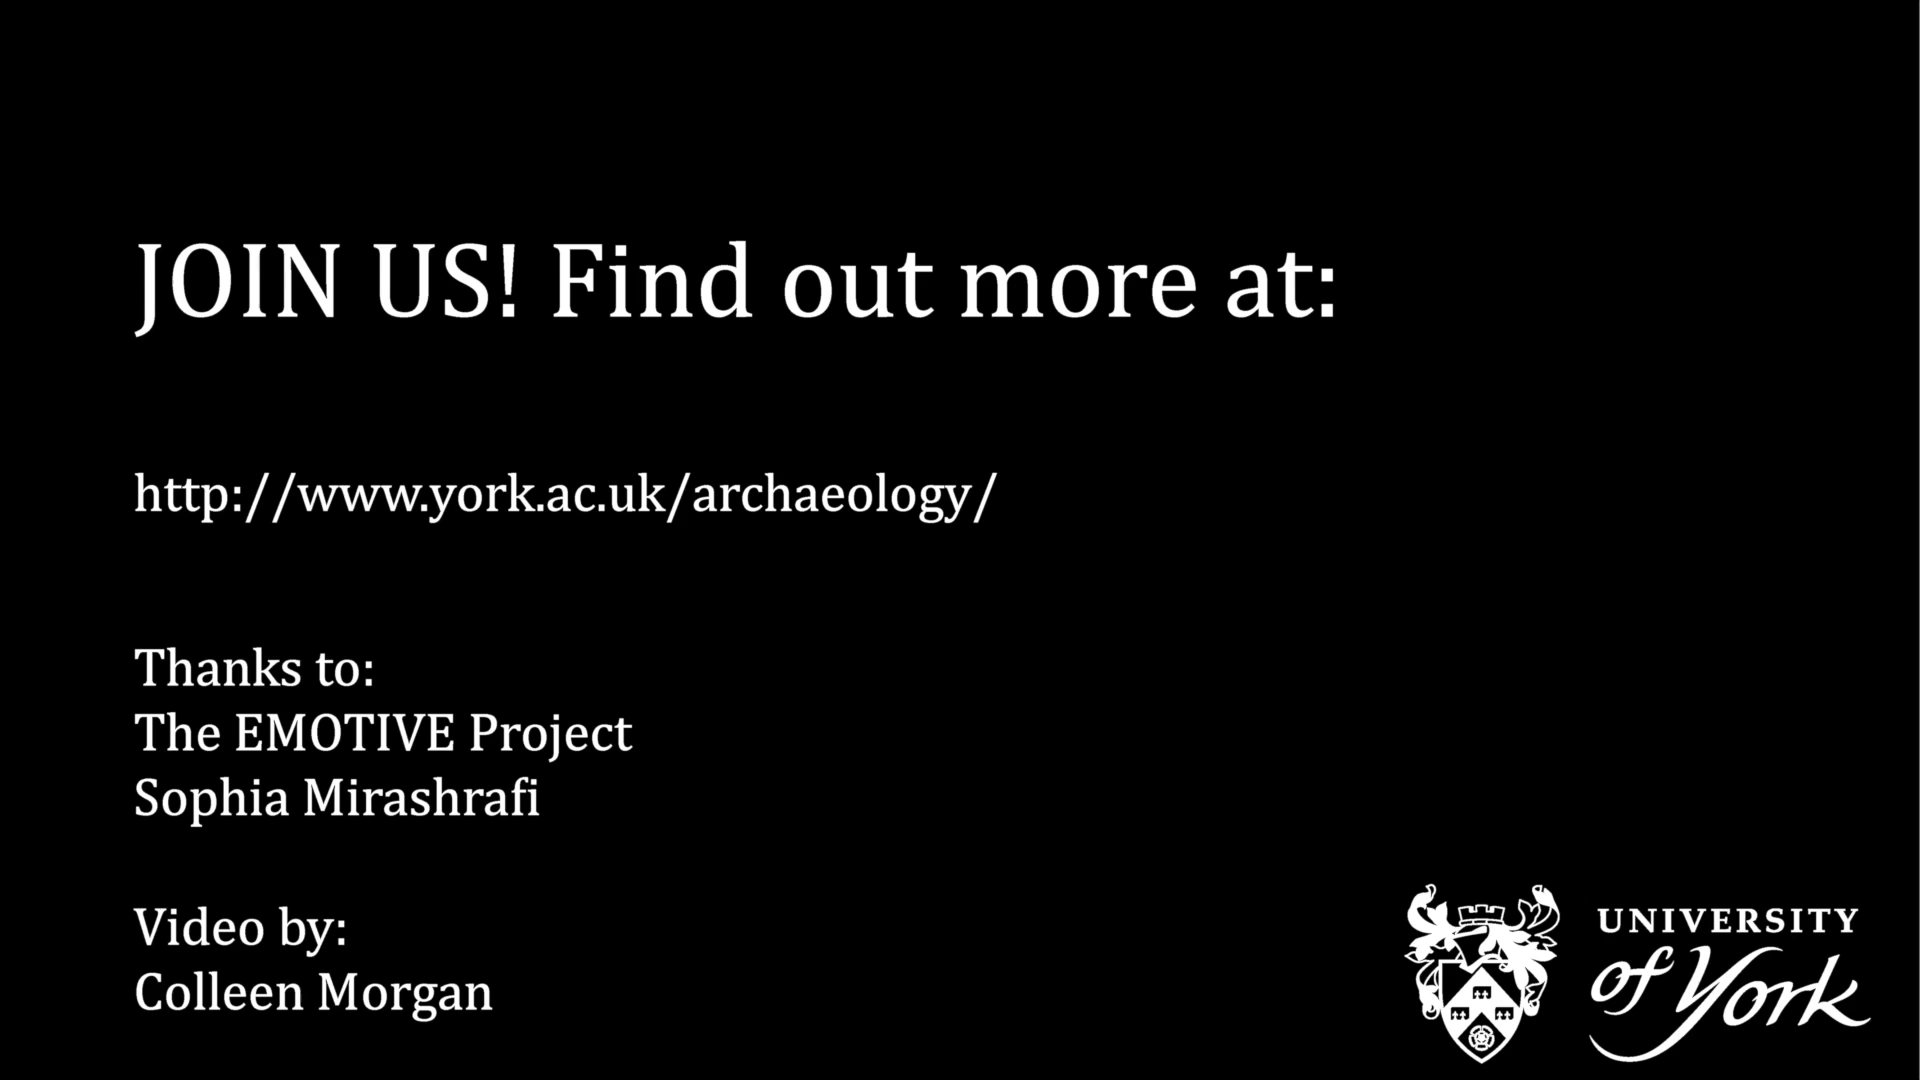 JOIN US! Find out more at:
http://www.york.ac.uk/archaeology/
Thanks to:
The EMOTIVE Project
Sophia Mirashrafi
Video by:
Colleen Morgan
UNIVERSITY
of York